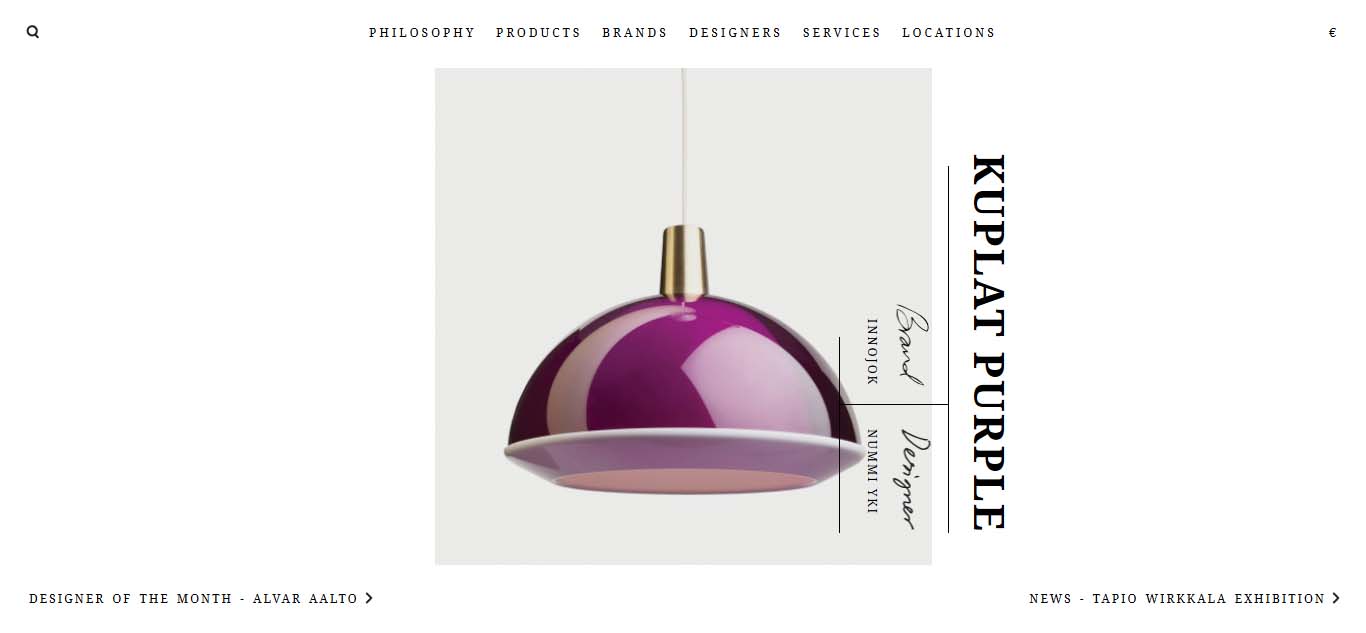 PHILOSOPHY PRODUCTS BRANDS DESIGNERS SERVICES LOCATIONS €
KUPLAT PURPLE
Brand
INNOJOK
Designer
NUMMI YKI
DESIGNER OF THE MONTH - ALVAR AALTO
NEWS - TAPIO WIRKKALA EXHIBITION